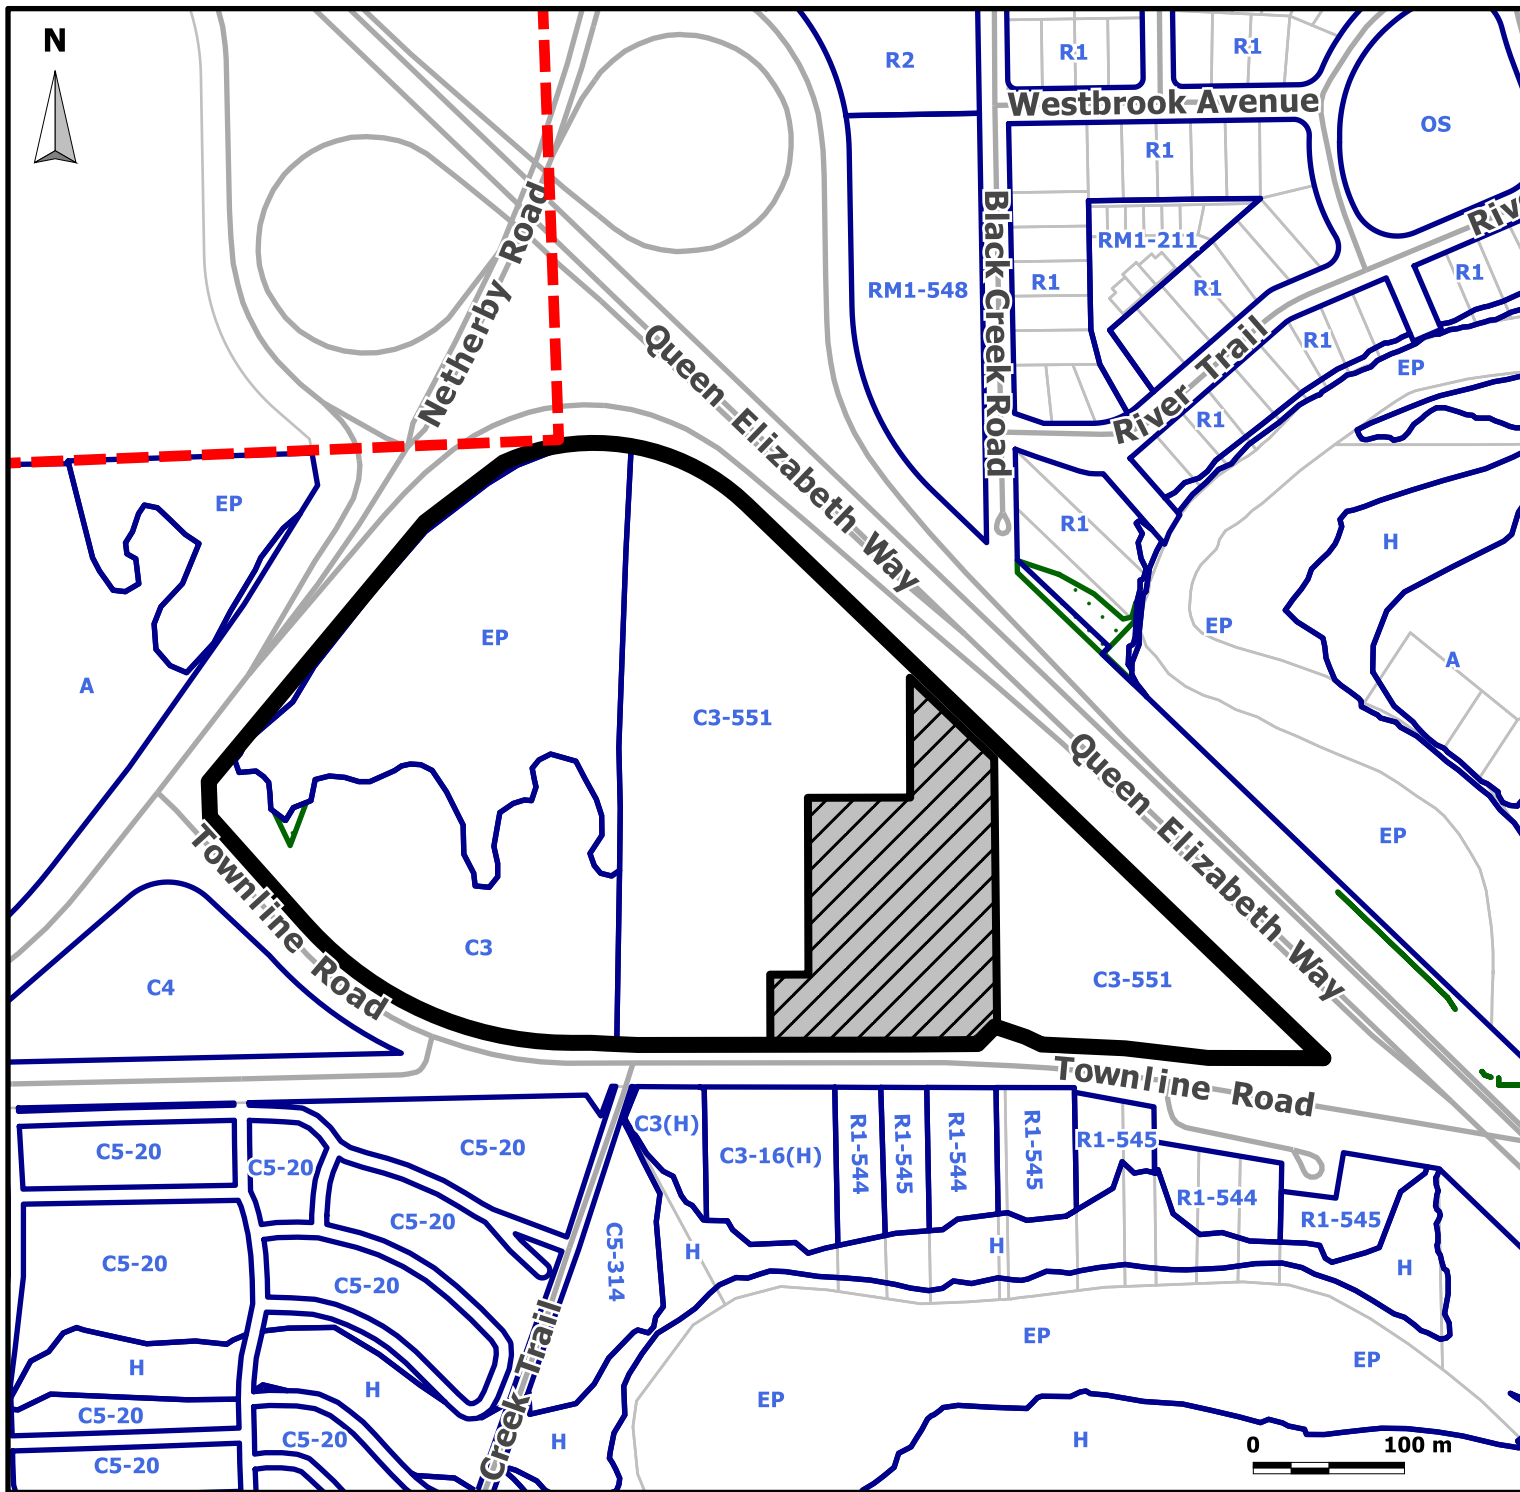 N
R2
R1
R1
Westbrook Avenue
OS
R1
Netherby Road
Black Creek Road
RM1-211
RM1-548
R1
R1
R1
Queen Elizabeth Way
River Trail
R1
EP
R1
EP
R1
H
EP
EP
A
A
C3-551
Queen Elizabeth Way
EP
Townline Road
C3
C3-551
C4
Townline Road
C3(H)
C3-16(H)
R1-544
R1-545
R1-544
R1-545
R1-545
C5-20
C5-20
C5-20
R1-544
R1-545
C5-20
C5-20
C5-314
H
H
H
C5-20
Creek Trail
EP
EP
H
H
EP
C5-20
C5-20
H
H
C5-20
0 100 m